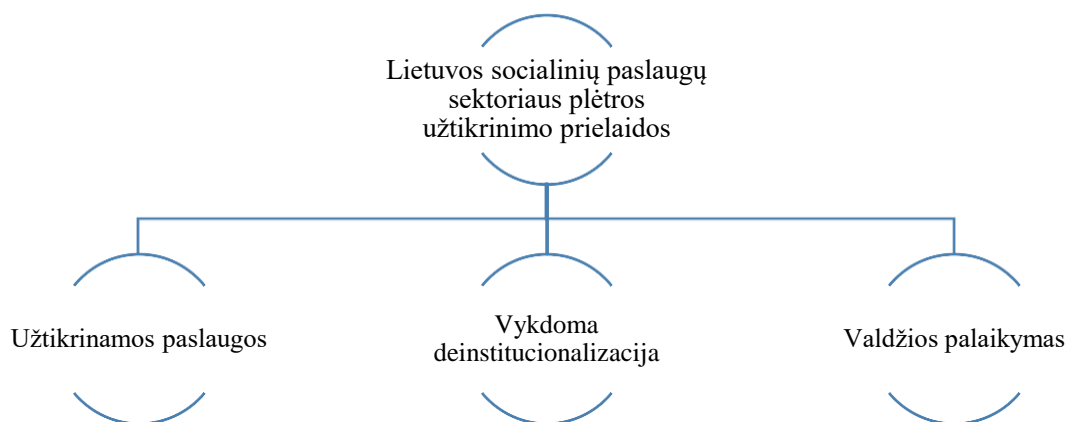 Lietuvos socialinių paslaugų
sektoriaus plėtros
užtikrinimo prielaidos
Užtikrinamos paslaugos
Vykdoma
deinstitucionalizacija
Valdžios palaikymas